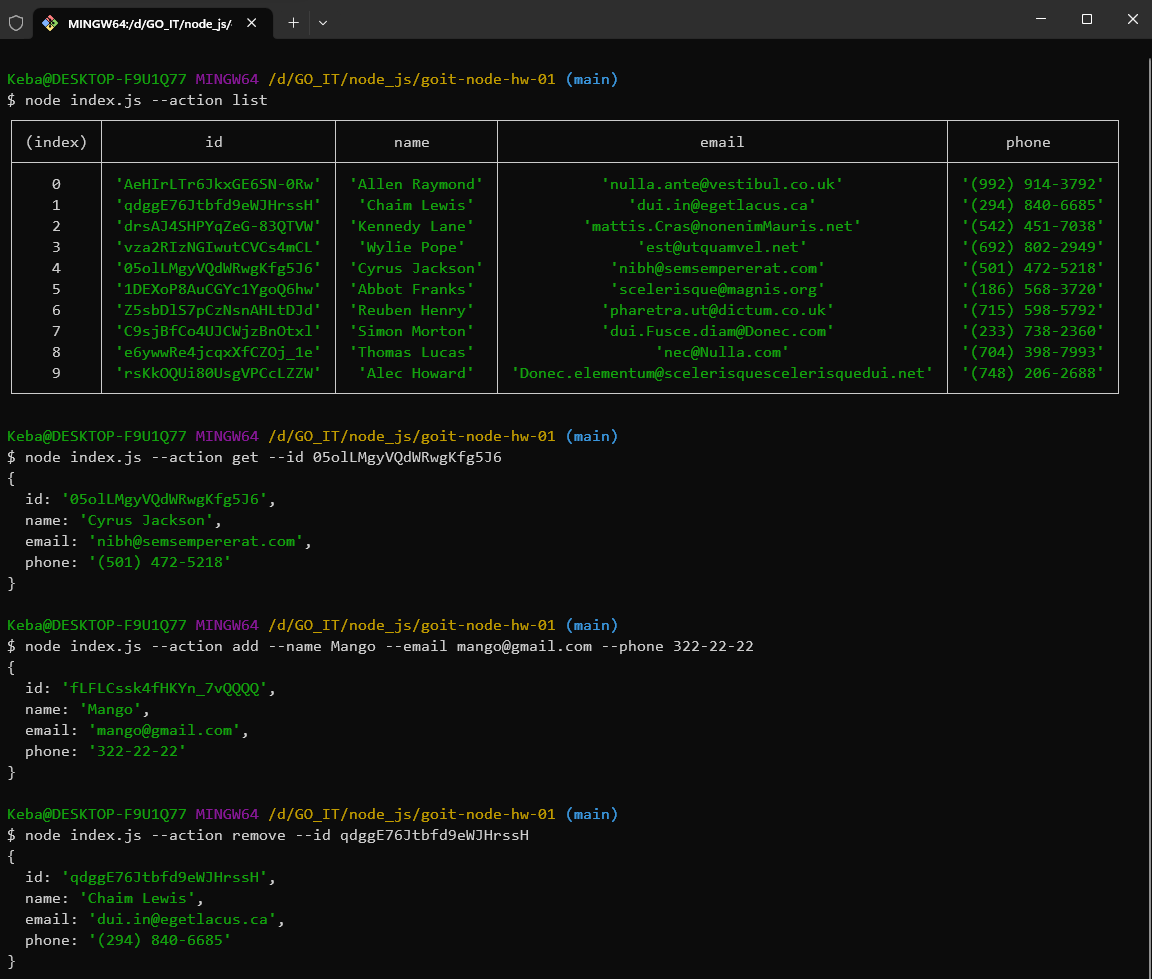 MINGW64:/d/GO_IT/node_js/
Keba@DESKTOP-F9U1Q77 MINGW64 /d/GO_IT/node_js/goit-node-hw-01 (main)
$ node index.js --action list
(index) id name email phone
0 'AeHIrLTr6JkxGE6SN-0Rw' 'Allen Raymond' 'nulla.ante@vestibul.co.uk' '(992) 914-3792'
1 'qdggE76Jtbfd9eWJHrssH' 'Chaim Lewis' 'dui.in@egetlacus.ca' '(294) 840-6685'
2 'drsAJ4SHPYqZeG-83QTVW' 'Kennedy Lane' 'mattis.Cras@nonenimMauris.net' '(542) 451-7038'
3 'vza2RIzNGIwutCVCs4mCL' 'Wylie Pope' 'est@utquamvel.net' '(692) 802-2949'
4 '05olLMgyVQdWRwgKfg5J6' 'Cyrus Jackson' 'nibh@semsempererat.com' '(501) 472-5218'
5 '1DEXoP8AuCGYc1YgoQ6hw' 'Abbot Franks' 'scelerisque@magnis.org' '(186) 568-3720'
6 'Z5sbDlS7pCzNsnAHLtDJd' 'Reuben Henry' 'pharetra.ut@dictum.co.uk' '(715) 598-5792'
7 'C9sjBfCo4UJCWjzBnOtxl' 'Simon Morton' 'dui.Fusce.diam@Donec.com' '(233) 738-2360'
8 'e6ywwRe4jcqxXfCZOj_1e' 'Thomas Lucas' 'nec@Nulla.com' '(704) 398-7993'
9 'rsKkOQUi80UsgVPCcLZZW' 'Alec Howard' 'Donec.elementum@scelerisquescelerisquedui.net' '(748) 206-2688'
Keba@DESKTOP-F9U1Q77 MINGW64 /d/GO_IT/node_js/goit-node-hw-01 (main)
$ node index.js --action get --id 05olLMgyVQdWRwgKfg5J6
{
id: '05olLMgyVQdWRwgKfg5J6',
name: 'Cyrus Jackson',
email: 'nibh@semsempererat.com',
phone: '(501) 472-5218'
}
Keba@DESKTOP-F9U1Q77 MINGW64 /d/GO_IT/node_js/goit-node-hw-01 (main)
$ node index.js --action add --name Mango --email mango@gmail.com --phone 322-22-22
{
id: 'fLFLCssk4fHKYn_7vQQQQ',
name: 'Mango',
email: 'mango@gmail.com',
phone: '322-22-22'
}
Keba@DESKTOP-F9U1Q77 MINGW64 /d/GO_IT/node_js/goit-node-hw-01 (main)
$ node index.js --action remove --id qdggE76Jtbfd9eWJHrssH
{
id: 'qdggE76Jtbfd9eWJHrssH',
name: 'Chaim Lewis',
email: 'dui.in@egetlacus.ca',
phone: '(294) 840-6685'
}